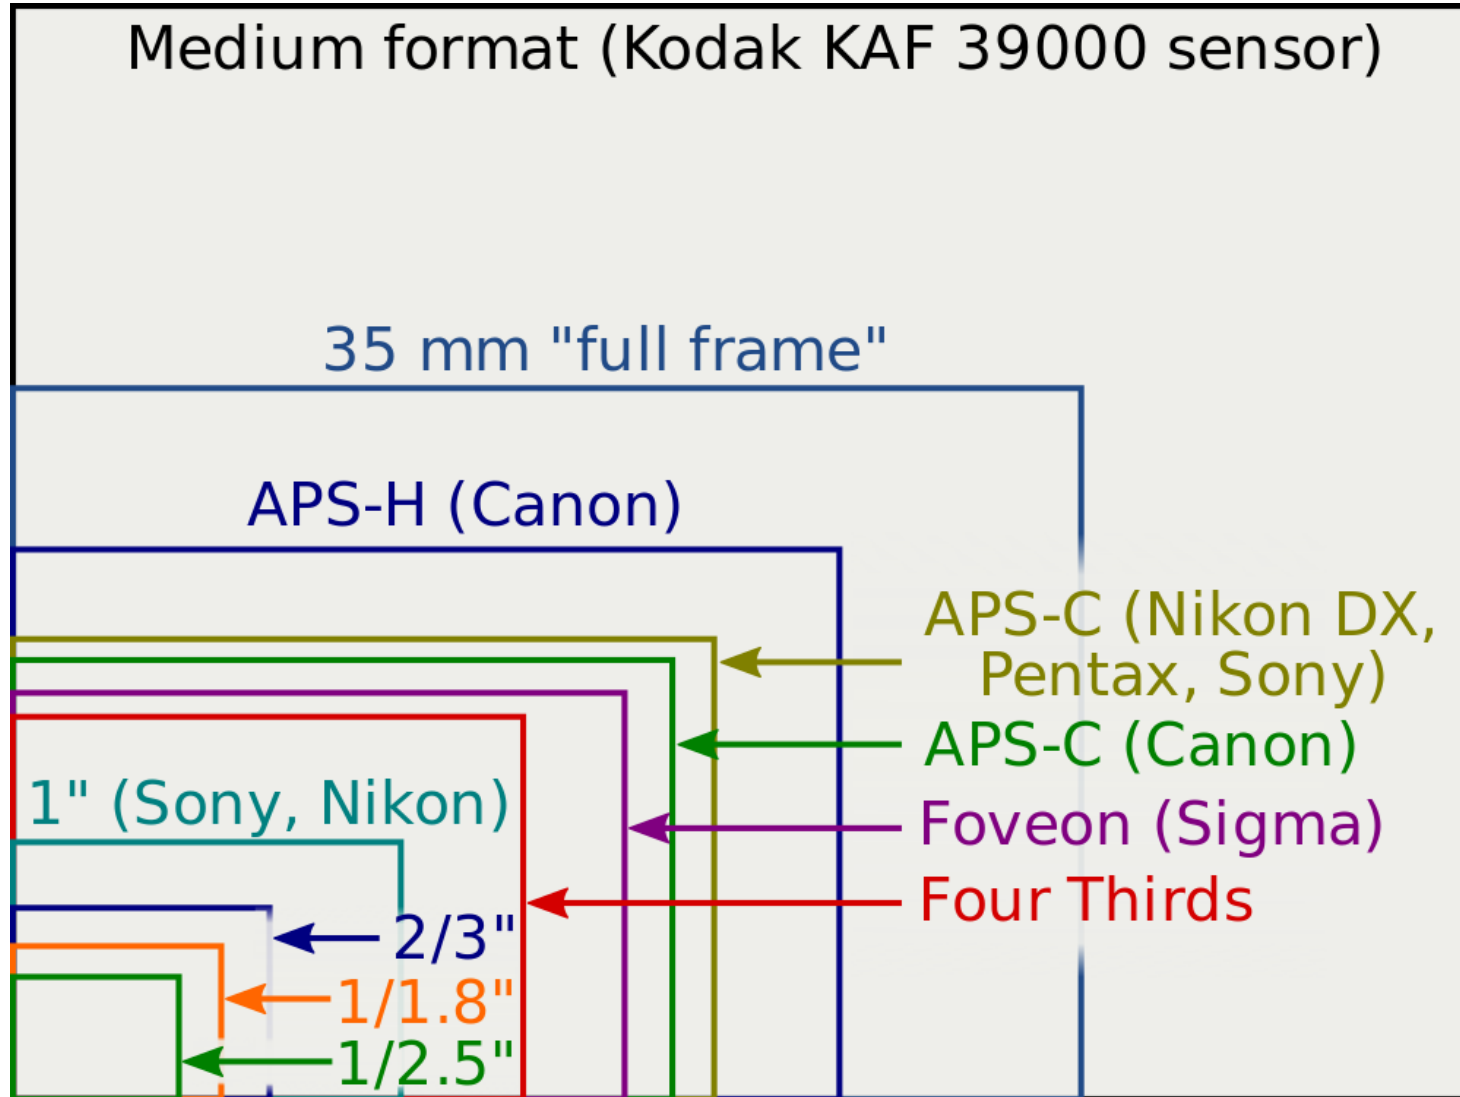 Medium format (Kodak KAF 39000 sensor)
35 mm "full frame"
APS-H (Canon)
APS-C (Nikon DX,
Pentax, Sony)
APS-C (Canon)
1" (Sony, Nikon)
Foveon (Sigma)
Four Thirds
2/3"
1/1.8"
1/2.5"